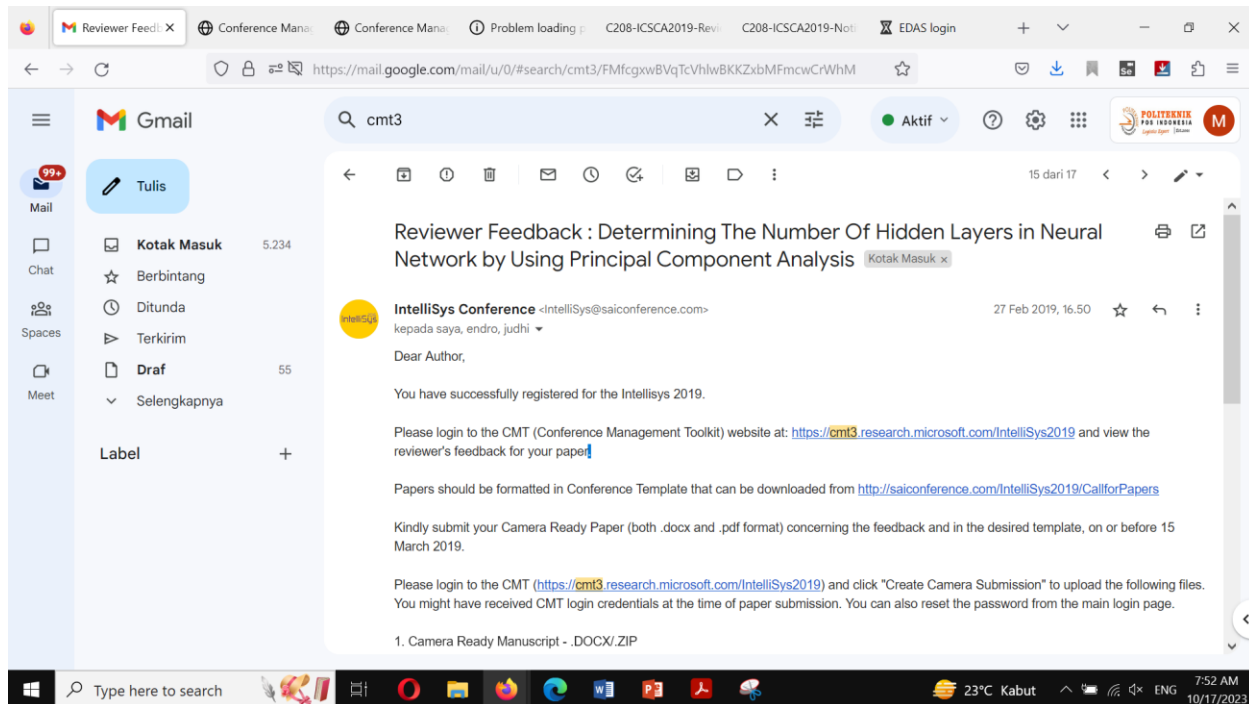 Reviewer Feedb
Conference Manag
Conference Manag
Problem loading p
C208-ICSCA2019-Revi
C208-ICSCA2019-Noti
EDAS login
https://mail.google.com/mail/u/0/#search/cmt3/FMfcgxwBVqTcVhlwBKKZxbMFmcwCrWhM
Gmail
cmt3
Aktif
POLITEKNIK
POS INDONESIA
M
99+
Mail
Chat
Spaces
Meet
Tulis
Kotak Masuk 5.234
Berbintang
Ditunda
Terkirim
Draf 55
Selengkapnya
Label
15 dari 17
Reviewer Feedback : Determining The Number Of Hidden Layers in Neural
Network by Using Principal Component Analysis Kotak Masuk x
IntelliSys
IntelliSys Conference <IntelliSys@saiconference.com> 27 Feb 2019, 16.50
kepada saya, endro, judhi
Dear Author,
You have successfully registered for the Intellisys 2019.
Please login to the CMT (Conference Management Toolkit) website at: https://cmt3.research.microsoft.com/IntelliSys2019 and view the
reviewer's feedback for your paper.
Papers should be formatted in Conference Template that can be downloaded from http://saiconference.com/IntelliSys2019/CallforPapers
Kindly submit your Camera Ready Paper (both .docx and .pdf format) concerning the feedback and in the desired template, on or before 15
March 2019.
Please login to the CMT (https://cmt3.research.microsoft.com/IntelliSys2019) and click "Create Camera Submission" to upload the following files.
You might have received CMT login credentials at the time of paper submission. You can also reset the password from the main login page.
1. Camera Ready Manuscript - .DOCX/.ZIP
Type here to search
23°C Kabut
ENG
7:52 AM
10/17/2023